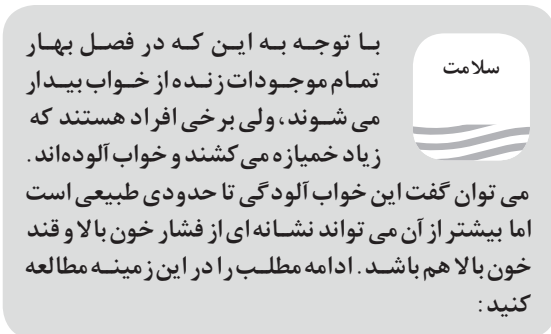 سلامت
با توجه به این که در فصل بهار
تمام موجودات زنده از خواب بیدار
می شوند، ولی برخی افراد هستند که
زیاد خمیازه می کشند و خواب آلوده‌اند.
می توان گفت این خواب آلودگی تا حدودی طبیعی است
اما بیشتر از آن می تواند نشانه ای از فشار خون بالا و قند
خون بالا هم باشد. ادامه مطلب را در این زمینه مطالعه
کنید: